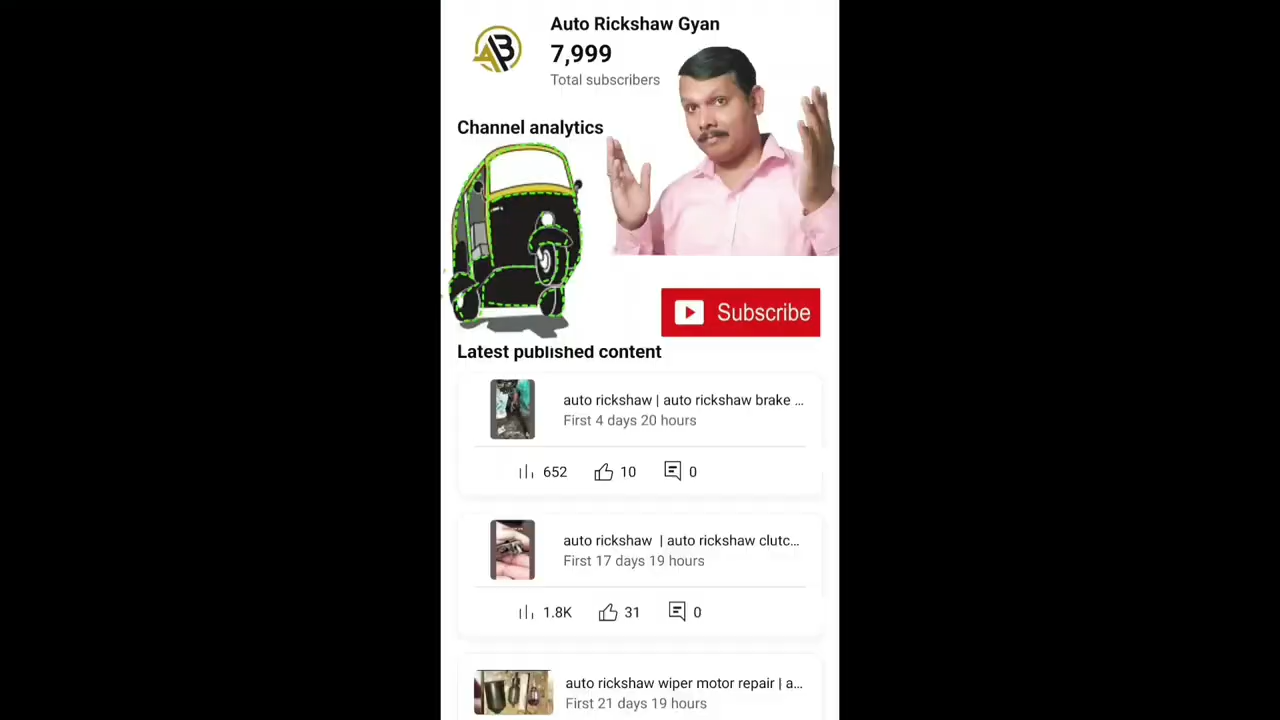 Auto Rickshaw Gyan
7,999
Total subscribers
Channel analytics
Subscribe
Latest published content
auto rickshaw | auto rickshaw brake ...
First 4 days 20 hours
652 10 0
auto rickshaw | auto rickshaw clutc...
First 17 days 19 hours
1.8K 31 0
auto rickshaw wiper motor repair | a...
First 21 days 19 hours